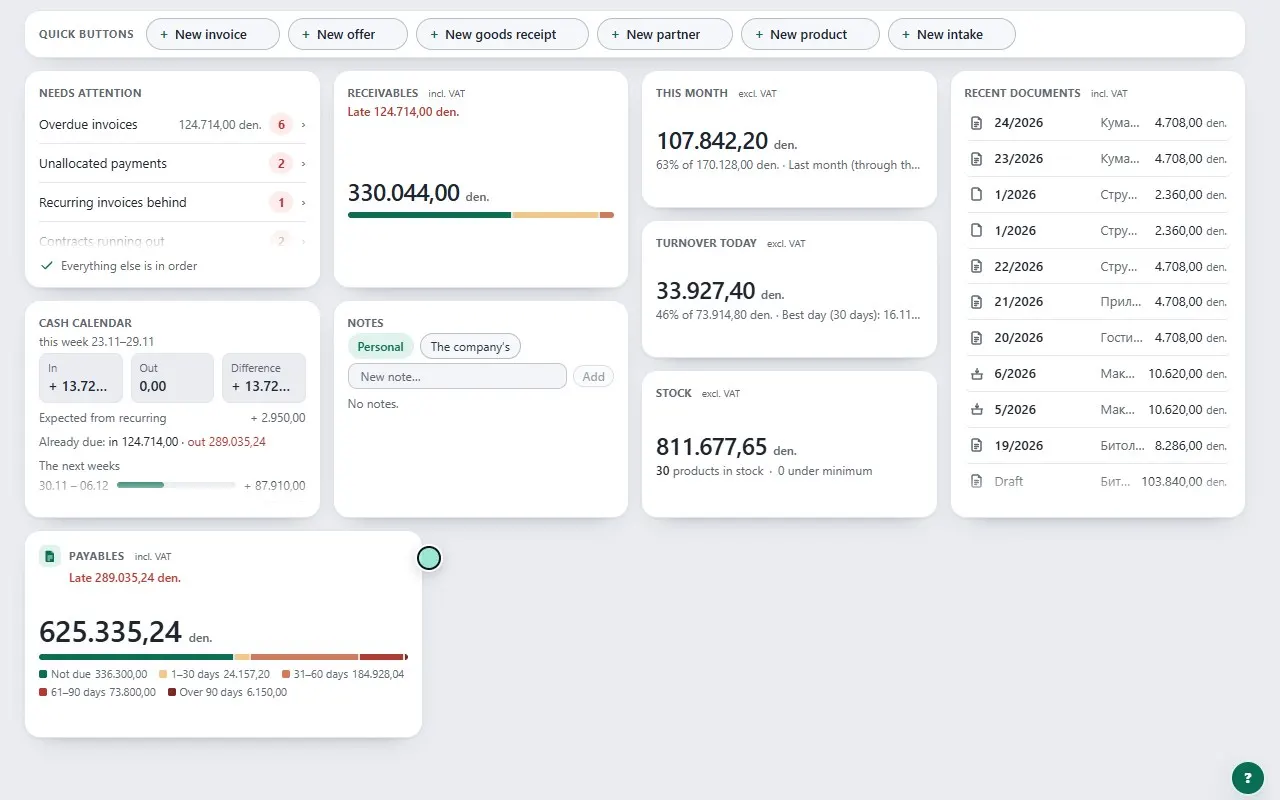 QUICK BUTTONS
+ New invoice
+ New offer
+ New goods receipt
+ New partner
+ New product
+ New intake
NEEDS ATTENTION
Overdue invoices 124.714,00 den. 6 ›
Unallocated payments 2 ›
Recurring invoices behind 1 ›
Contracts running out 2 ›
Everything else is in order
RECEIVABLES incl. VAT
Late 124.714,00 den.
330.044,00 den.
THIS MONTH excl. VAT
107.842,20 den.
63% of 170.128,00 den. · Last month (through th...
TURNOVER TODAY excl. VAT
33.927,40 den.
46% of 73.914,80 den. · Best day (30 days): 16.11...
STOCK excl. VAT
811.677,65 den.
30 products in stock · 0 under minimum
RECENT DOCUMENTS incl. VAT
24/2026 Кума... 4.708,00 den.
23/2026 Кума... 4.708,00 den.
1/2026 Стру... 2.360,00 den.
1/2026 Стру... 2.360,00 den.
22/2026 Стру... 4.708,00 den.
21/2026 Прил... 4.708,00 den.
20/2026 Гости... 4.708,00 den.
6/2026 Мак... 10.620,00 den.
5/2026 Мак... 10.620,00 den.
19/2026 Битол... 8.286,00 den.
Draft Бит... 103.840,00 den.
CASH CALENDAR
this week 23.11–29.11
In
+ 13.72...
Out
0,00
Difference
+ 13.72...
Expected from recurring + 2.950,00
Already due: in 124.714,00 · out 289.035,24
The next weeks
30.11 – 06.12 + 87.910,00
NOTES
Personal
The company's
New note...
Add
No notes.
PAYABLES incl. VAT
Late 289.035,24 den.
625.335,24 den.
Not due 336.300,00 1–30 days 24.157,20 31–60 days 184.928,04
61–90 days 73.800,00 Over 90 days 6.150,00
?